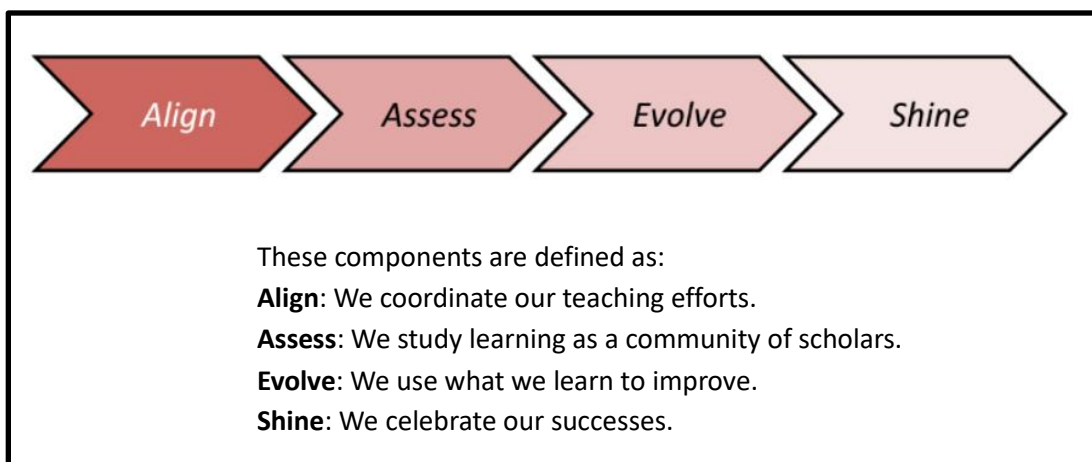 Align
Assess
Evolve
Shine
These components are defined as:
Align: We coordinate our teaching efforts.
Assess: We study learning as a community of scholars.
Evolve: We use what we learn to improve.
Shine: We celebrate our successes.